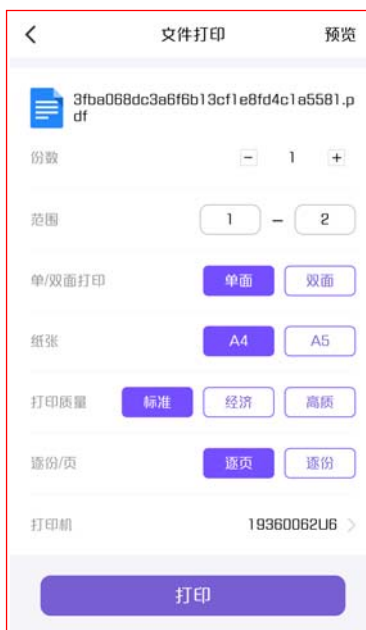 文件打印 预览
3fba068dc3a6f6b13cf1e8fd4c1a5581.p
df
份数 − 1 +
范围 1 – 2
单/双面打印 单面 双面
纸张 A4 A5
打印质量 标准 经济 高质
逐份/页 逐页 逐份
打印机 19360062U6
打印